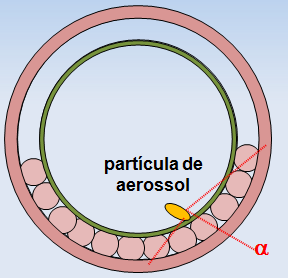 partícula de
aerossol
α